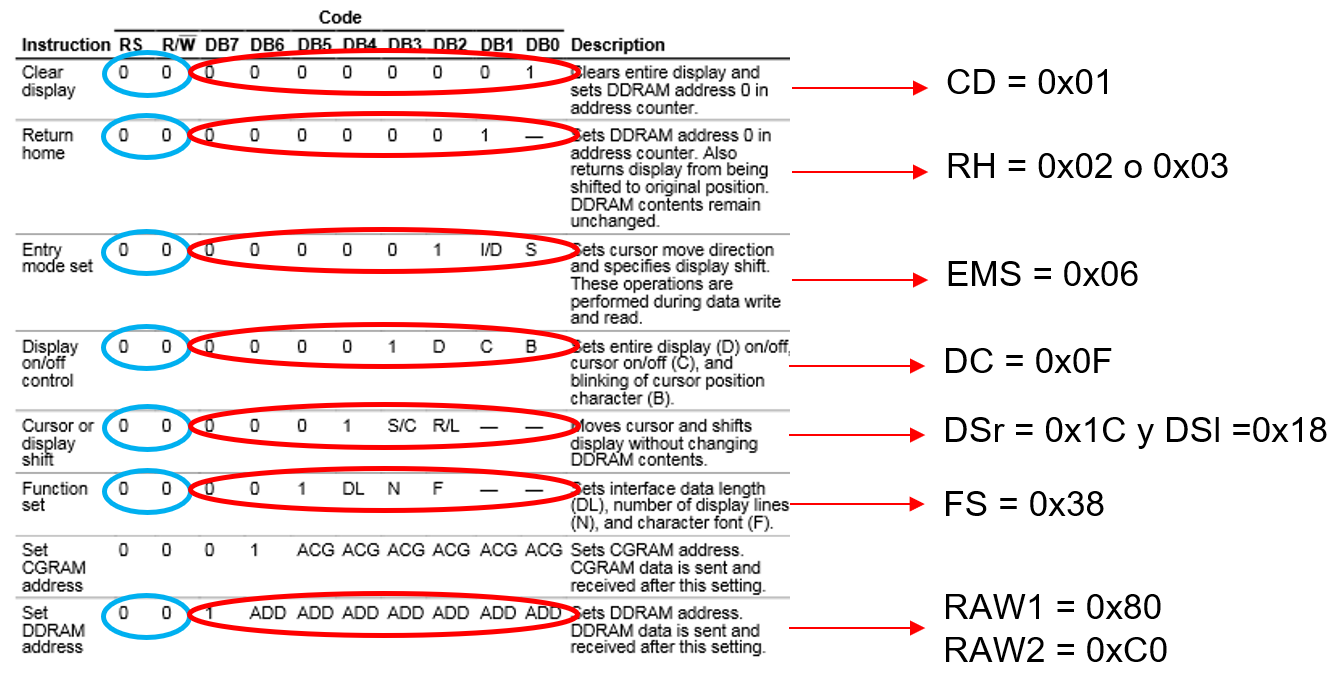 Code
Instruction RS R/W̅ DB7 DB6 DB5 DB4 DB3 DB2 DB1 DB0 Description
Clear 0 0 0 0 0 0 0 0 0 1 Clears entire display and
display sets DDRAM address 0 in
address counter.
CD = 0x01
Return 0 0 0 0 0 0 0 0 1 — Sets DDRAM address 0 in
home address counter. Also
returns display from being
shifted to original position.
DDRAM contents remain
unchanged.
RH = 0x02 o 0x03
Entry 0 0 0 0 0 0 0 1 I/D S Sets cursor move direction
mode set and specifies display shift.
These operations are
performed during data write
and read.
EMS = 0x06
Display 0 0 0 0 0 0 1 D C B Sets entire display (D) on/off,
on/off cursor on/off (C), and
control blinking of cursor position
character (B).
DC = 0x0F
Cursor or 0 0 0 0 0 1 S/C R/L — — Moves cursor and shifts
display display without changing
shift DDRAM contents.
DSr = 0x1C y DSl =0x18
Function 0 0 0 0 1 DL N F — — Sets interface data length
set (DL), number of display lines
(N), and character font (F).
FS = 0x38
Set 0 0 0 1 ACG ACG ACG ACG ACG ACG Sets CGRAM address.
CGRAM CGRAM data is sent and
address received after this setting.
Set 0 0 1 ADD ADD ADD ADD ADD ADD ADD Sets DDRAM address.
DDRAM DDRAM data is sent and
address received after this setting.
RAW1 = 0x80
RAW2 = 0xC0